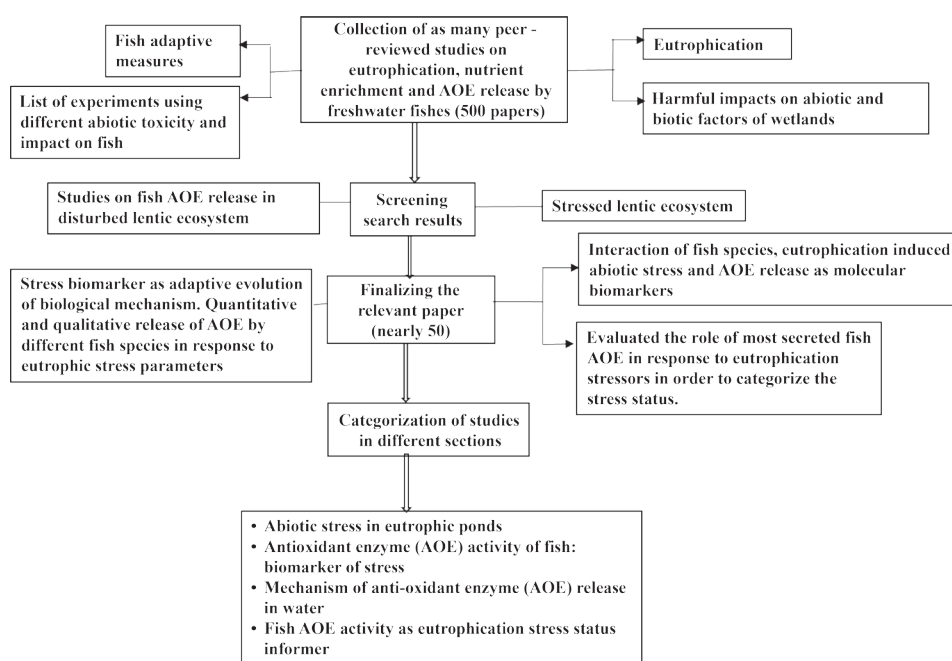 Collection of as many peer -
reviewed studies on
eutrophication, nutrient
enrichment and AOE release by
freshwater fishes (500 papers)
Fish adaptive
measures
List of experiments using
different abiotic toxicity and
impact on fish
Eutrophication
Harmful impacts on abiotic and
biotic factors of wetlands
Studies on fish AOE release in
disturbed lentic ecosystem
Screening
search results
Stressed lentic ecosystem
Stress biomarker as adaptive evolution
of biological mechanism. Quantitative
and qualitative release of AOE by
different fish species in response to
eutrophic stress parameters
Finalizing the
relevant paper
(nearly 50)
Interaction of fish species, eutrophication induced
abiotic stress and AOE release as molecular
biomarkers
Evaluated the role of most secreted fish
AOE in response to eutrophication
stressors in order to categorize the
stress status.
Categorization of studies
in different sections
• Abiotic stress in eutrophic ponds
• Antioxidant enzyme (AOE) activity of fish:
biomarker of stress
• Mechanism of anti-oxidant enzyme (AOE) release
in water
• Fish AOE activity as eutrophication stress status
informer